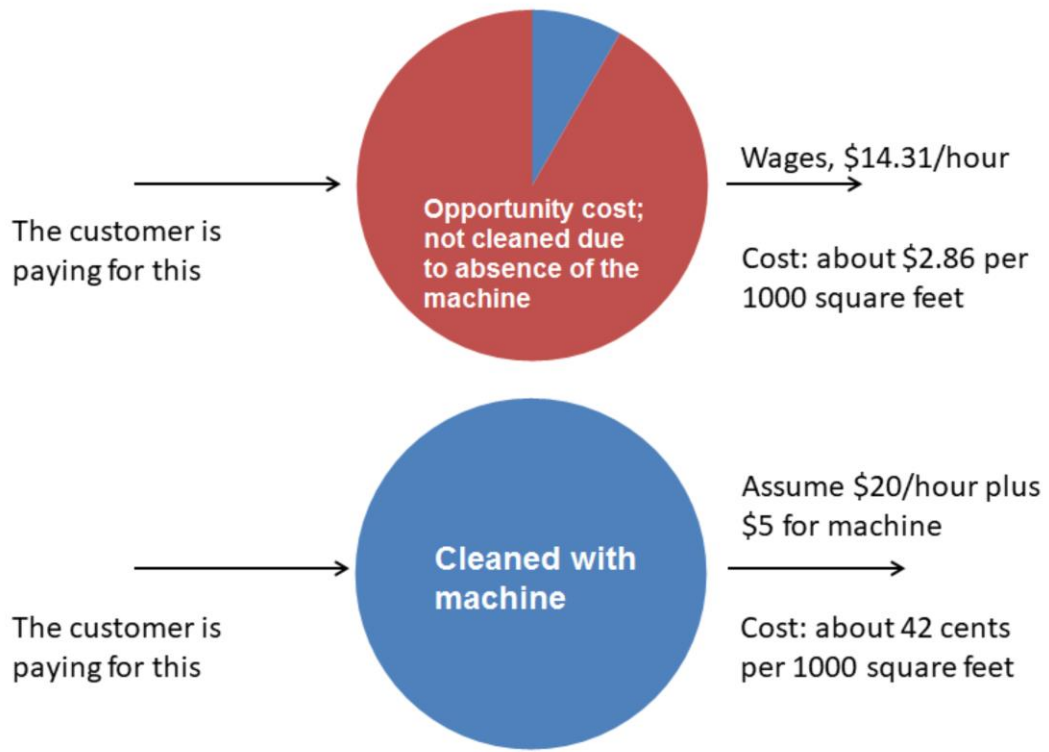 The customer is
paying for this
Opportunity cost;
not cleaned due
to absence of the
machine
Wages, $14.31/hour
Cost: about $2.86 per
1000 square feet
The customer is
paying for this
Cleaned with
machine
Assume $20/hour plus
$5 for machine
Cost: about 42 cents
per 1000 square feet